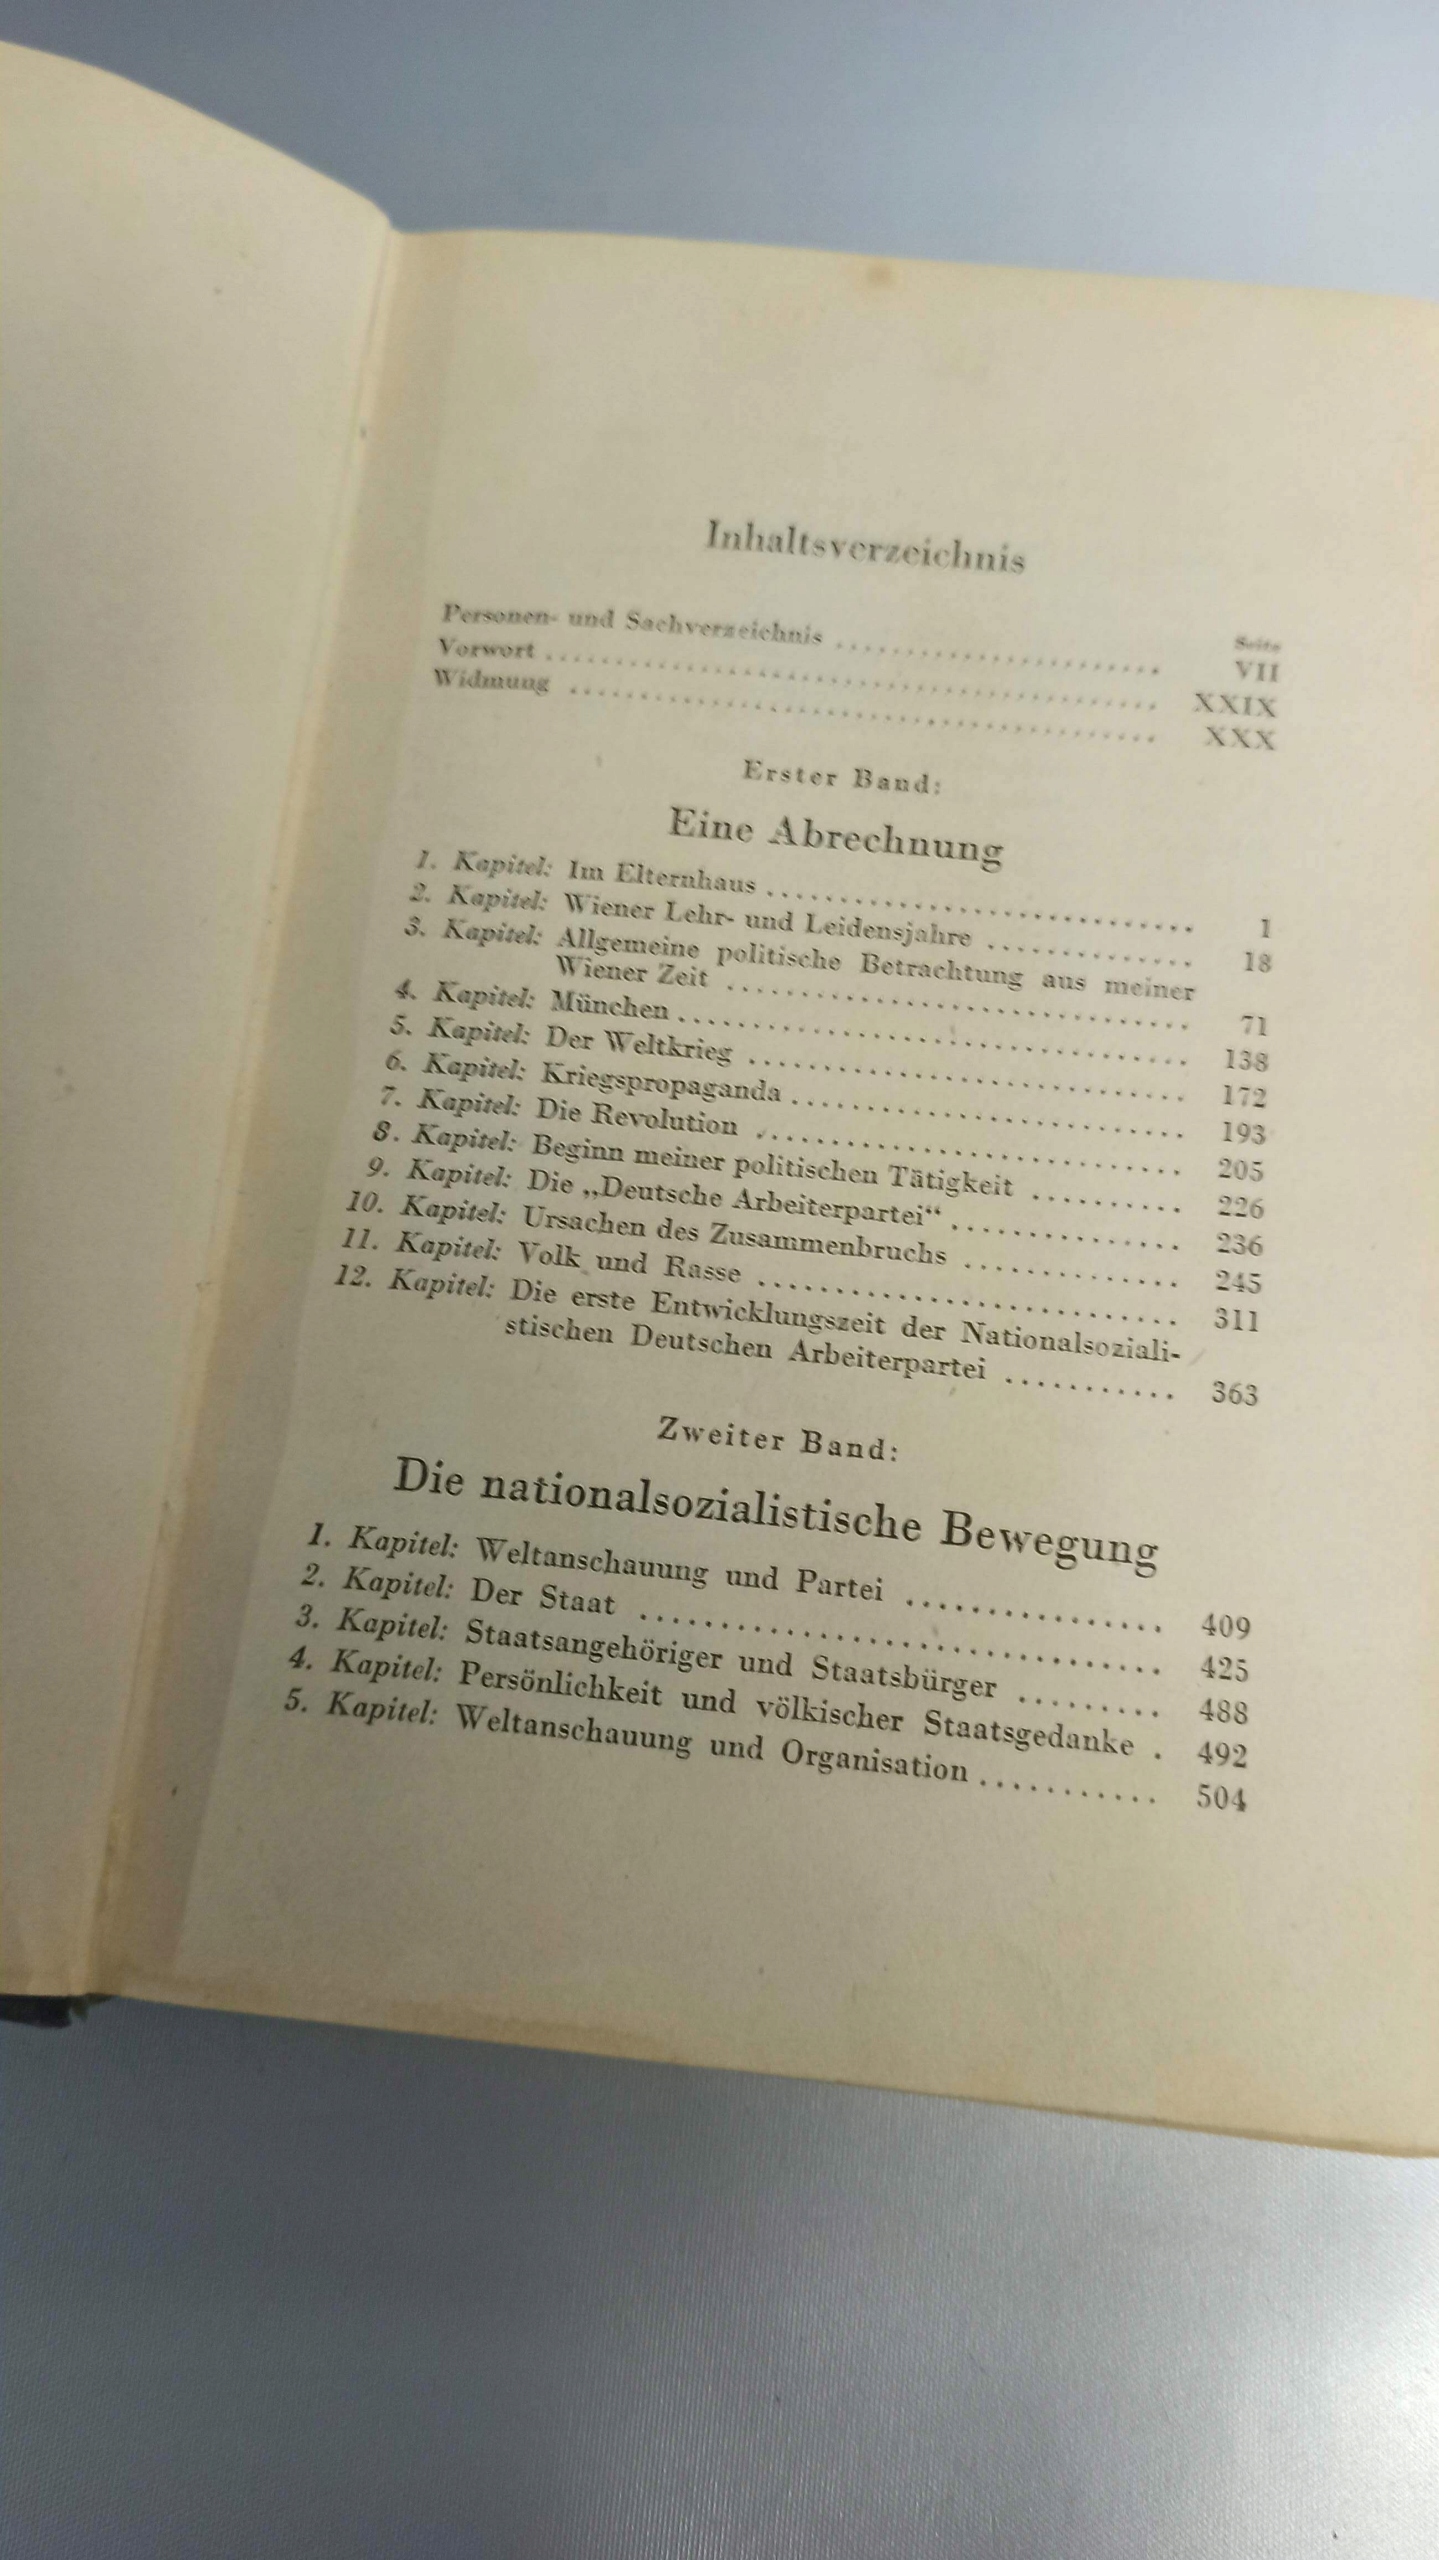 Inhaltsverzeichnis
Seite
Personen- und Sachverzeichnis ........................ VII
Vorwort ............................................ XXIX
Widmung .......................................... XXX
Erster Band:
Eine Abrechnung
1. Kapitel: Im Elternhaus ............................. 1
2. Kapitel: Wiener Lehr- und Leidensjahre .............. 18
3. Kapitel: Allgemeine politische Betrachtung aus meiner
Wiener Zeit ................................ 71
4. Kapitel: München ................................... 138
5. Kapitel: Der Weltkrieg .............................. 172
6. Kapitel: Kriegspropaganda ........................... 193
7. Kapitel: Die Revolution ............................. 205
8. Kapitel: Beginn meiner politischen Tätigkeit .......... 226
9. Kapitel: Die „Deutsche Arbeiterpartei“ ................ 236
10. Kapitel: Ursachen des Zusammenbruchs .............. 245
11. Kapitel: Volk und Rasse ............................. 311
12. Kapitel: Die erste Entwicklungszeit der Nationalsoziali-
stischen Deutschen Arbeiterpartei ........... 363
Zweiter Band:
Die nationalsozialistische Bewegung
1. Kapitel: Weltanschauung und Partei ................ 409
2. Kapitel: Der Staat .................................. 425
3. Kapitel: Staatsangehöriger und Staatsbürger ......... 488
4. Kapitel: Persönlichkeit und völkischer Staatsgedanke . 492
5. Kapitel: Weltanschauung und Organisation ........... 504